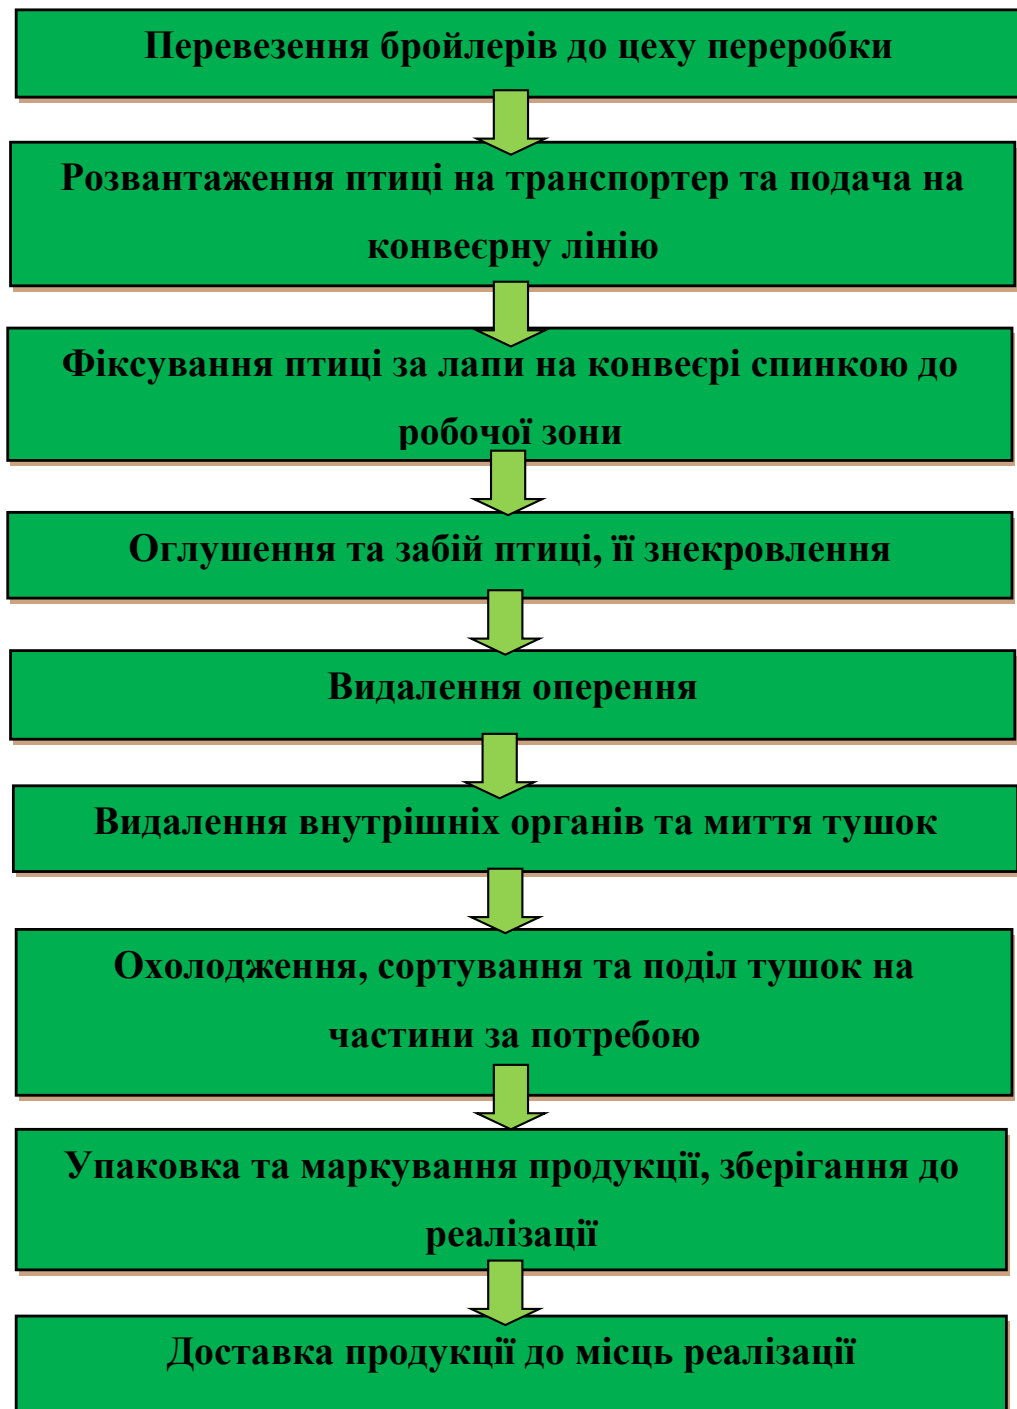 Перевезення бройлерів до цеху переробки
Розвантаження птиці на транспортер та подача на
конвеєрну лінію
Фіксування птиці за лапи на конвеєрі спинкою до
робочої зони
Оглушення та забій птиці, її знекровлення
Видалення оперення
Видалення внутрішніх органів та миття тушок
Охолодження, сортування та поділ тушок на
частини за потребою
Упаковка та маркування продукції, зберігання до
реалізації
Доставка продукції до місць реалізації